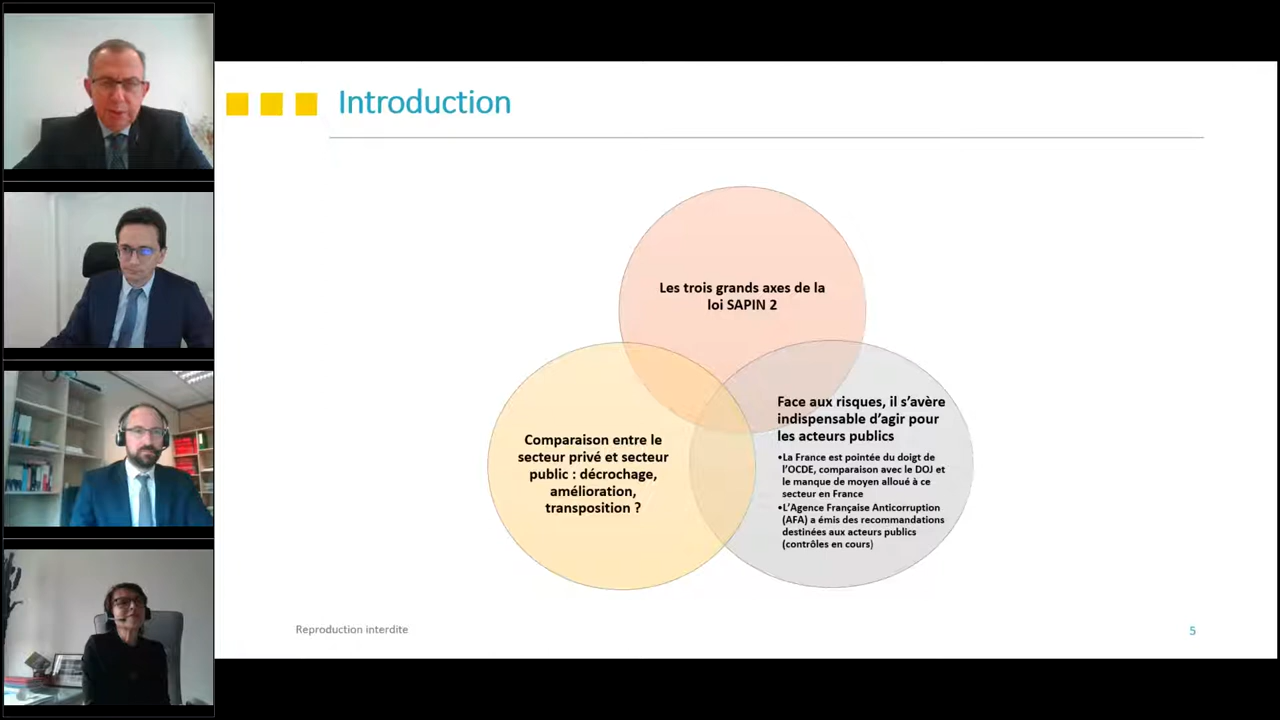 Introduction
Les trois grands axes de la
loi SAPIN 2
Comparaison entre le
secteur privé et secteur
public : décrochage,
amélioration,
transposition ?
Face aux risques, il s’avère
indispensable d’agir pour
les acteurs publics
•La France est pointée du doigt de
l’OCDE, comparaison avec le DOJ et
le manque de moyen alloué à ce
secteur en France
•L’Agence Française Anticorruption
(AFA) a émis des recommandations
destinées aux acteurs publics
(contrôles en cours)
Reproduction interdite
5